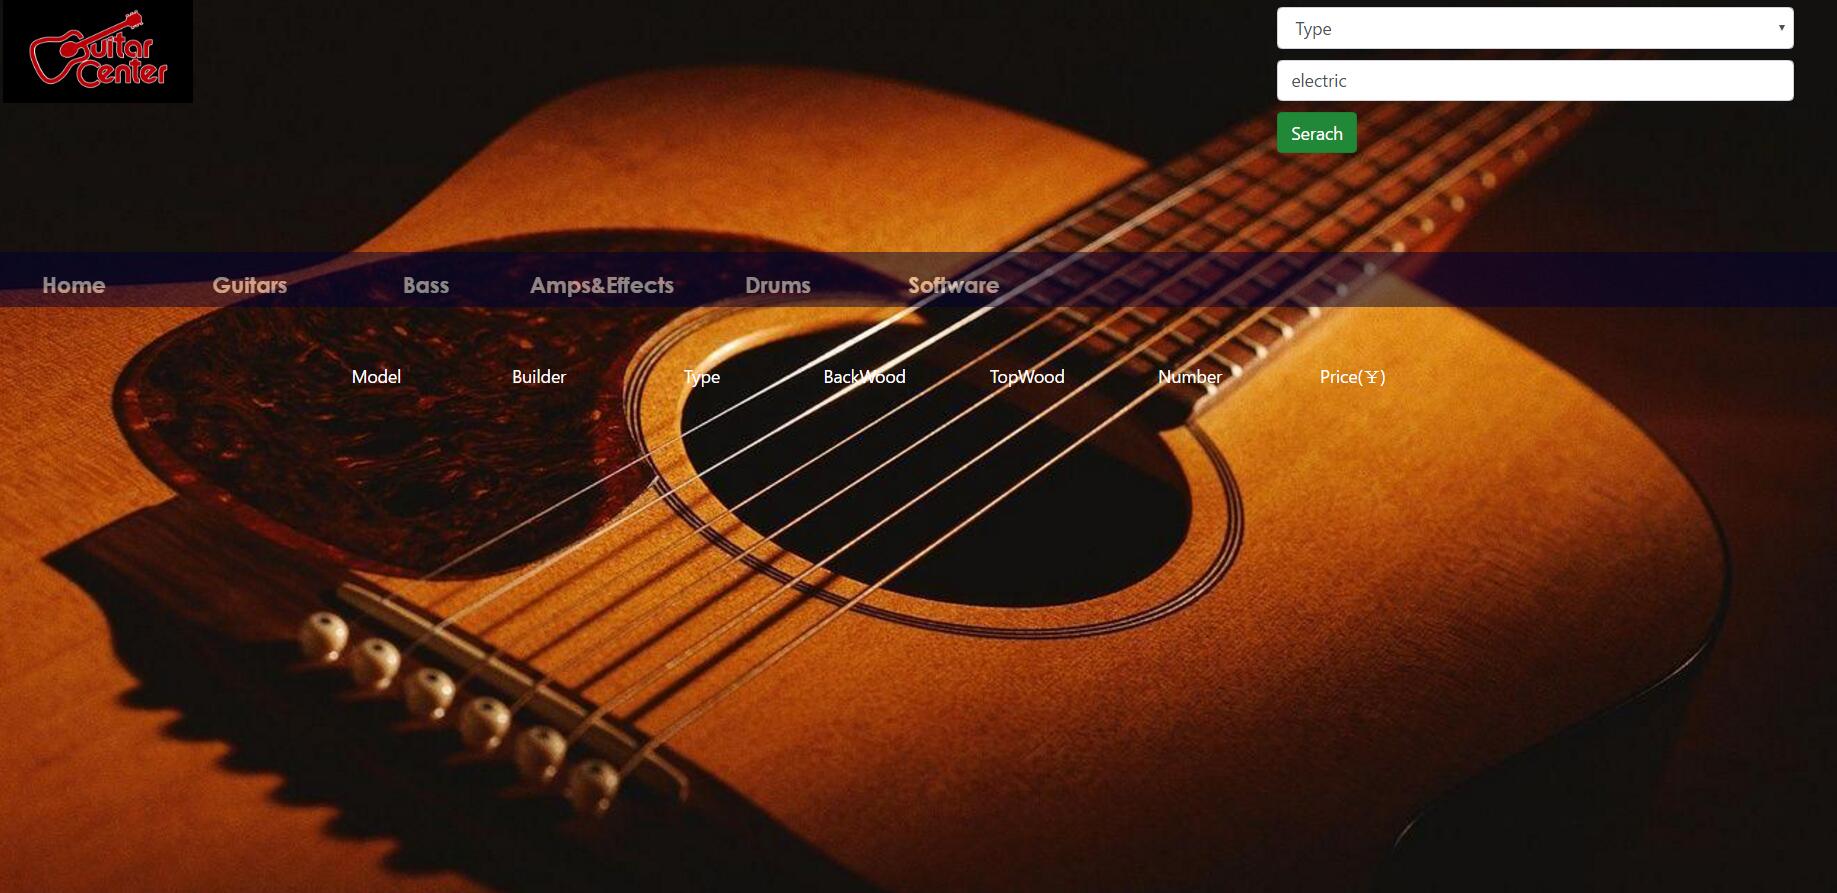 Guitar
Center
Type
electric
Serach
Home Guitars Bass Amps&Effects Drums Software
Model Builder Type BackWood TopWood Number Price(¥)